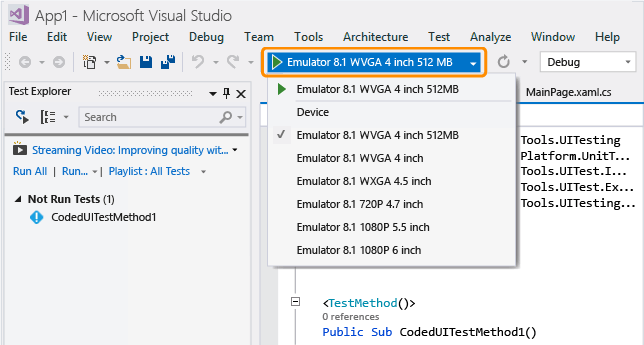 App1 - Microsoft Visual Studio
File Edit View Project Build Debug Team Tools Architecture Test Analyze Window
Emulator 8.1 WVGA 4 inch 512 MB
Debug
Test Explorer
Search
Streaming Video: Improving quality wit...
Run All | Run... | Playlist : All Tests
Not Run Tests (1)
CodedUITestMethod1
Emulator 8.1 WVGA 4 inch 512MB
Device
Emulator 8.1 WVGA 4 inch 512MB
Emulator 8.1 WVGA 4 inch
Emulator 8.1 WXGA 4.5 inch
Emulator 8.1 720P 4.7 inch
Emulator 8.1 1080P 5.5 inch
Emulator 8.1 1080P 6 inch
MainPage.xaml.cs
Tools.UITesting
Platform.UnitT...
Tools.UITest.I...
Tools.UITest.Ex...
Tools.UITesting...
<TestMethod()>
0 references
Public Sub CodedUITestMethod1()